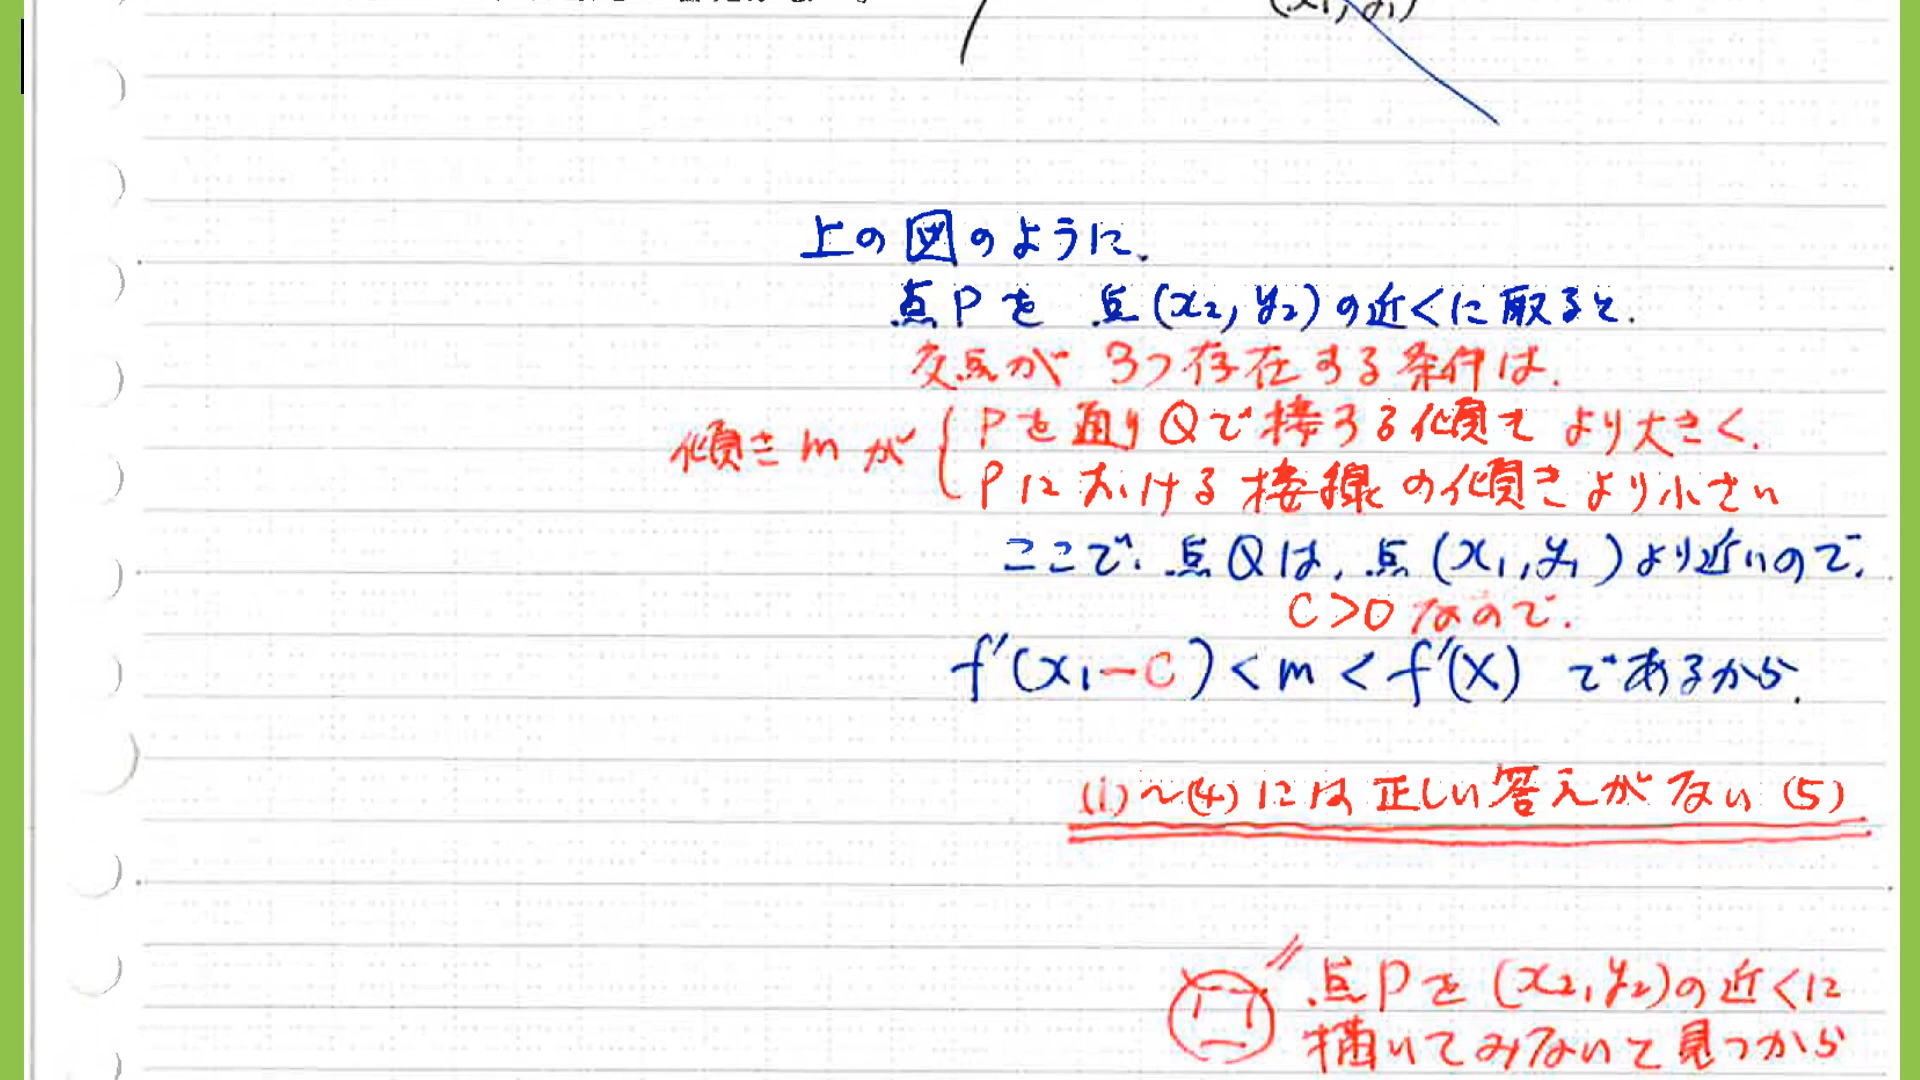 (x₁, y₁)
上の図のように.
点Pを 点(x₂, y₂)の近くに取ると.
交点が 3つ存在する条件は.
傾きmが { Pを通りQで接する傾き より大きく.
Pにおける接線の傾きより小さい
ここで. 点Qは, 点(x₁, y₁)より近いので.
C>0なので.
f′(x₁−C) < m < f′(X) であるから.
(1)〜(4)には正しい答えがない (5)
点Pを(x₂, y₂)の近くに
描いてみないと見つから